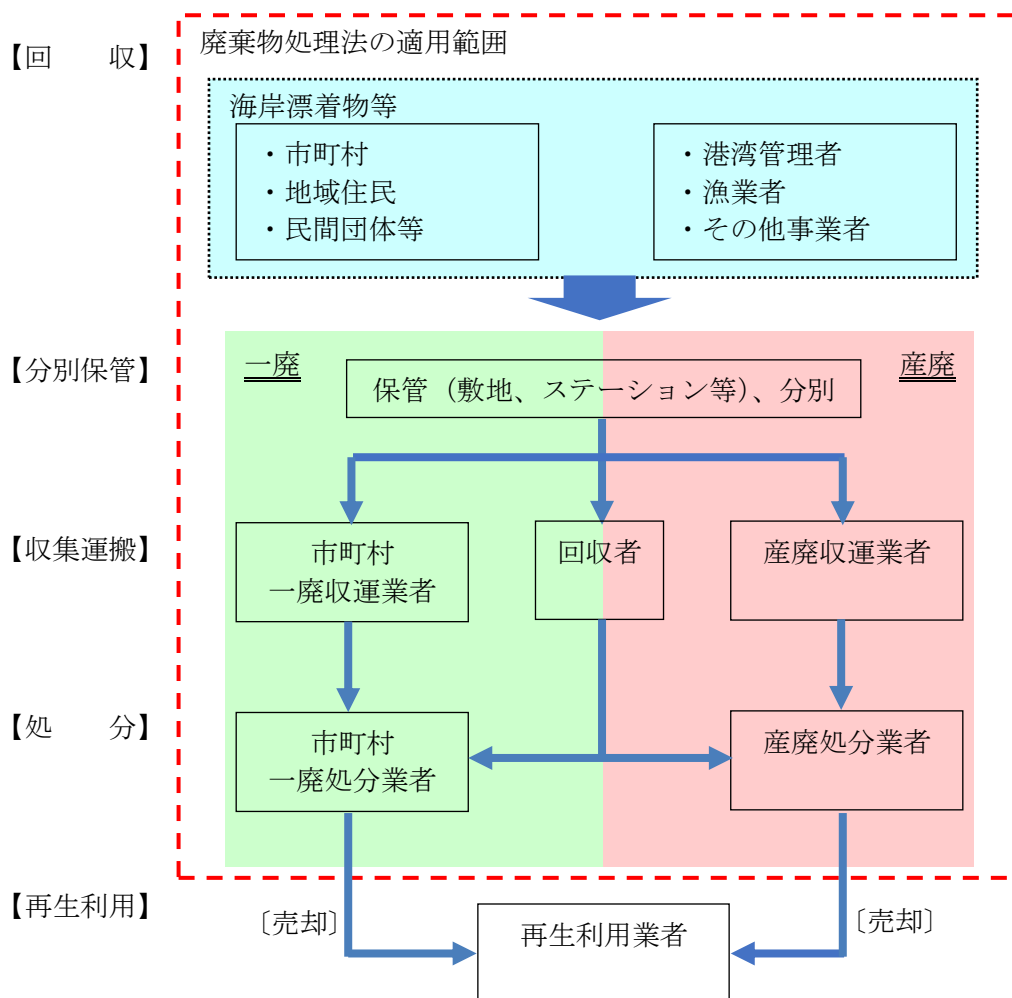 【回　　収】
廃棄物処理法の適用範囲
海岸漂着物等
・市町村
・地域住民
・民間団体等
・港湾管理者
・漁業者
・その他事業者
【分別保管】
一廃
産廃
保管（敷地、ステーション等）、分別
【収集運搬】
市町村
一廃収運業者
回収者
産廃収運業者
【処　　分】
市町村
一廃処分業者
産廃処分業者
【再生利用】
〔売却〕
再生利用業者
〔売却〕